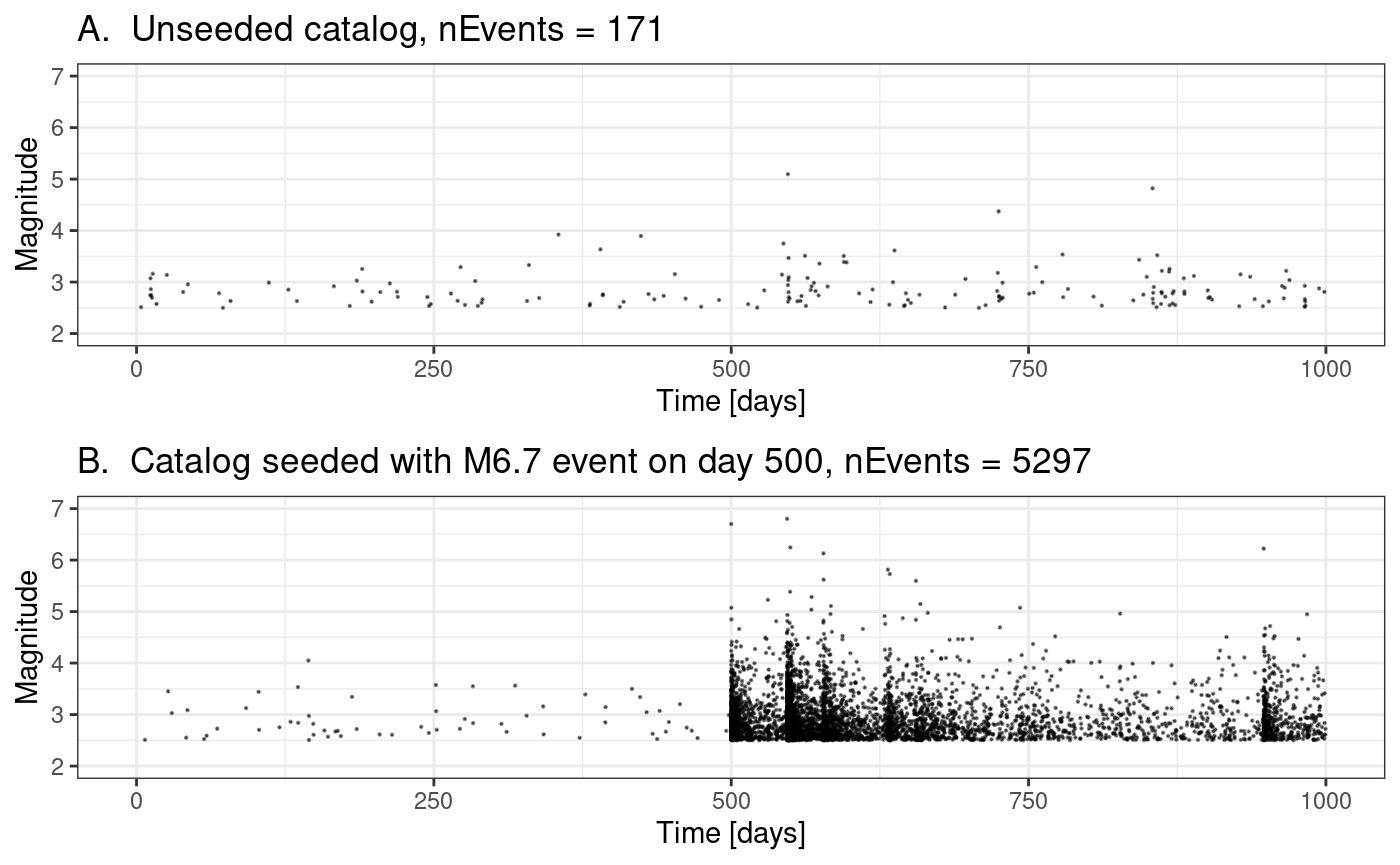 A. Unseeded catalog, nEvents = 171
7
6
5
4
3
2
Magnitude
0 250 500 750 1000
Time [days]
B. Catalog seeded with M6.7 event on day 500, nEvents = 5297
7
6
5
4
3
2
Magnitude
0 250 500 750 1000
Time [days]